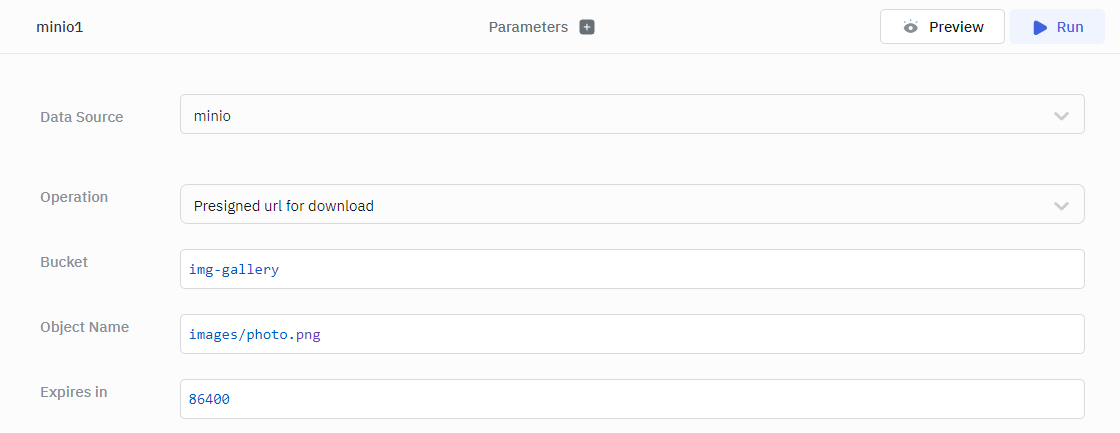 minio1
Parameters +
Preview
Run
Data Source
minio
Operation
Presigned url for download
Bucket
img-gallery
Object Name
images/photo.png
Expires in
86400